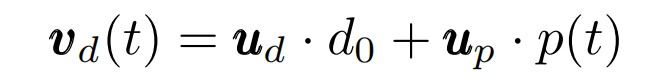 𝒗_d(t) = 𝒖_d · d_0 + 𝒖_p · p(t)